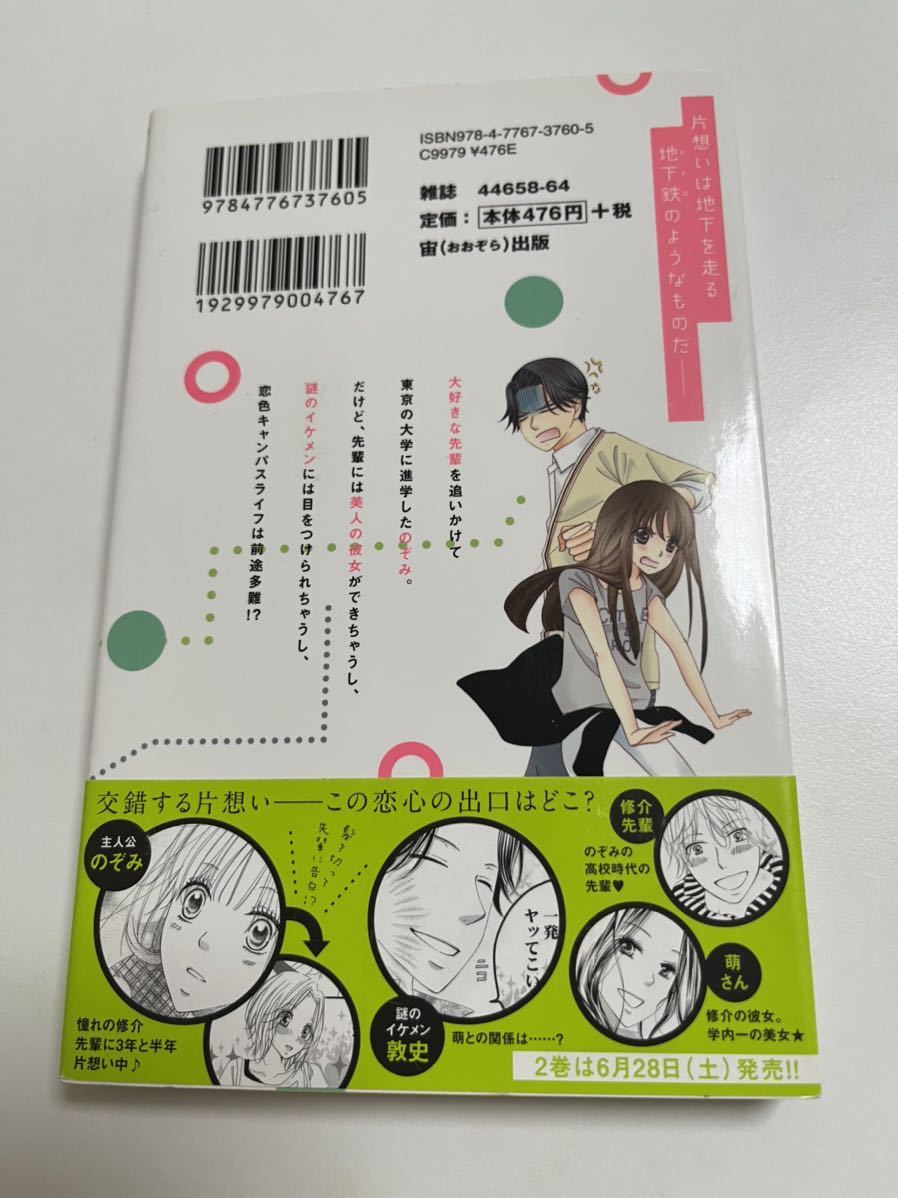 片想いは地下を走る
地下鉄のようなものだ――
メトロ
ISBN978-4-7767-3760-5
C9979 ¥476E
雑誌 44658-64
定価：本体476円＋税
宙(おおぞら)出版
9784776737605
1929979004767
大好きな先輩を追いかけて
東京の大学に進学したのぞみ。
だけど、先輩には美人の彼女ができちゃうし、
謎のイケメンには目をつけられちゃうし、
恋色キャンパスライフは前途多難!?
CITIE
交錯する片想い――この恋心の出口はどこ?
主人公
のぞみ
髪を切って
先輩に告白!?
憧れの修介
先輩に3年と半年
片想い中♪
一発
ヤッてこい
ニコ
謎の
イケメン
敦史
萌との関係は……?
修介
先輩
のぞみの
高校時代の
先輩♥
萌
さん
修介の彼女。
学内一の美女★
2巻は6月28日(土)発売!!